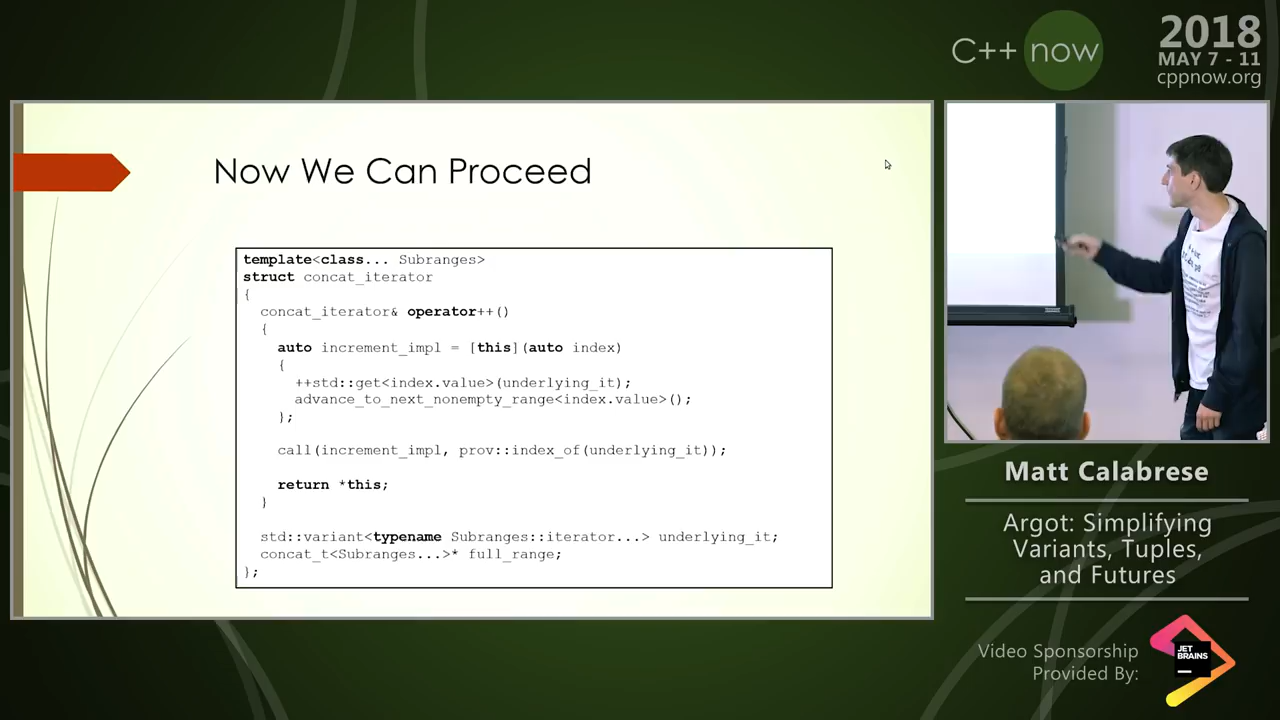 C++ now
2018
MAY 7 - 11
cppnow.org
Now We Can Proceed
template<class... Subranges>
struct concat_iterator
{
concat_iterator& operator++()
{
auto increment_impl = [this](auto index)
{
++std::get<index.value>(underlying_it);
advance_to_next_nonempty_range<index.value>();
};
call(increment_impl, prov::index_of(underlying_it));
return *this;
}
std::variant<typename Subranges::iterator...> underlying_it;
concat_t<Subranges...>* full_range;
};
Matt Calabrese
Argot: Simplifying
Variants, Tuples,
and Futures
Video Sponsorship
Provided By:
JET
BRAINS